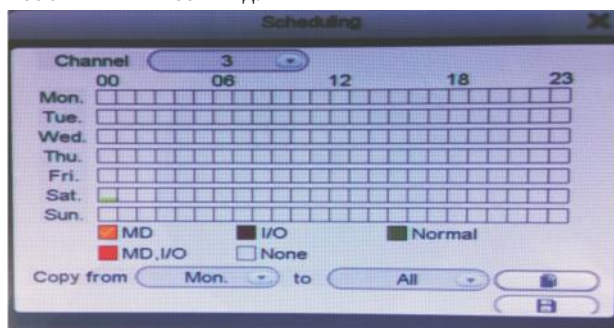 Scheduling
Channel 3
00 06 12 18 23
Mon.
Tue.
Wed.
Thu.
Fri.
Sat.
Sun.
MD I/O Normal
MD,I/O None
Copy from Mon. to All